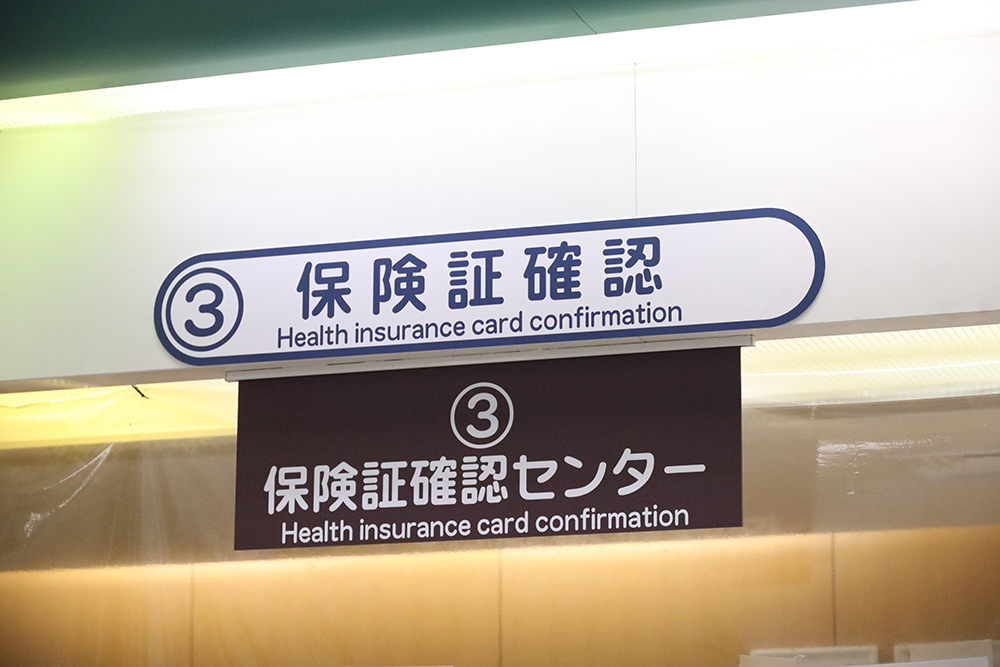 ③ 保険証確認
Health insurance card confirmation
③
保険証確認センター
Health insurance card confirmation